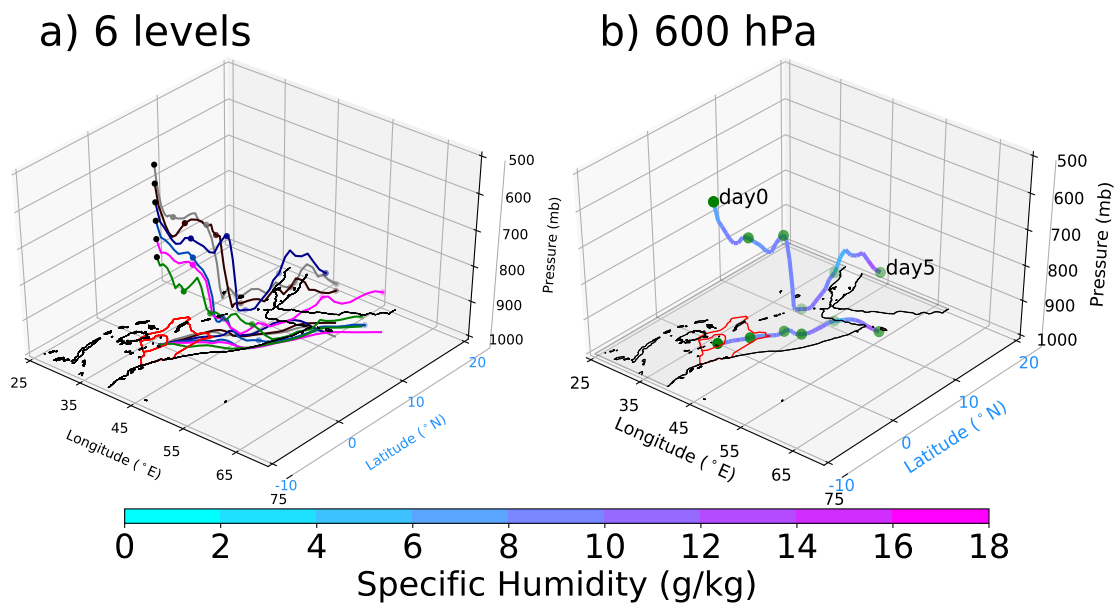 a) 6 levels
b) 600 hPa
500
600
700
800
900
1000
Pressure (mb)
25
35
45
55
65
75
Longitude (°E)
-10
0
10
20
Latitude (°N)
day0
day5
500
600
700
800
900
1000
Pressure (mb)
25
35
45
55
65
75
Longitude (°E)
-10
0
10
20
Latitude (°N)
0 2 4 6 8 10 12 14 16 18
Specific Humidity (g/kg)